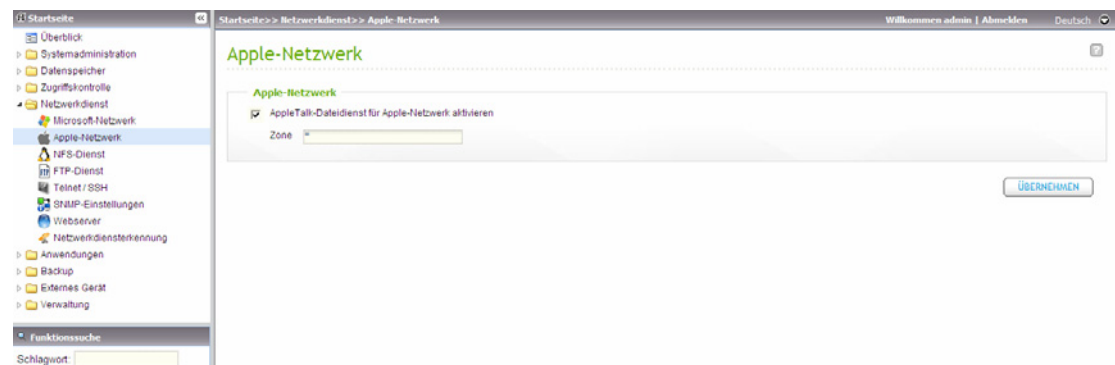 Startseite
Startseite>> Netzwerkdienst>> Apple-Netzwerk
Willkommen admin | Abmelden
Deutsch
Überblick
Systemadministration
Datenspeicher
Zugriffskontrolle
Netzwerkdienst
Microsoft-Netzwerk
Apple-Netzwerk
NFS-Dienst
FTP-Dienst
Telnet / SSH
SNMP-Einstellungen
Webserver
Netzwerkdiensterkennung
Anwendungen
Backup
Externes Gerät
Verwaltung
Funktionssuche
Schlagwort:
Apple-Netzwerk
Apple-Netzwerk
AppleTalk-Dateidienst für Apple-Netzwerk aktivieren
Zone *
ÜBERNEHMEN